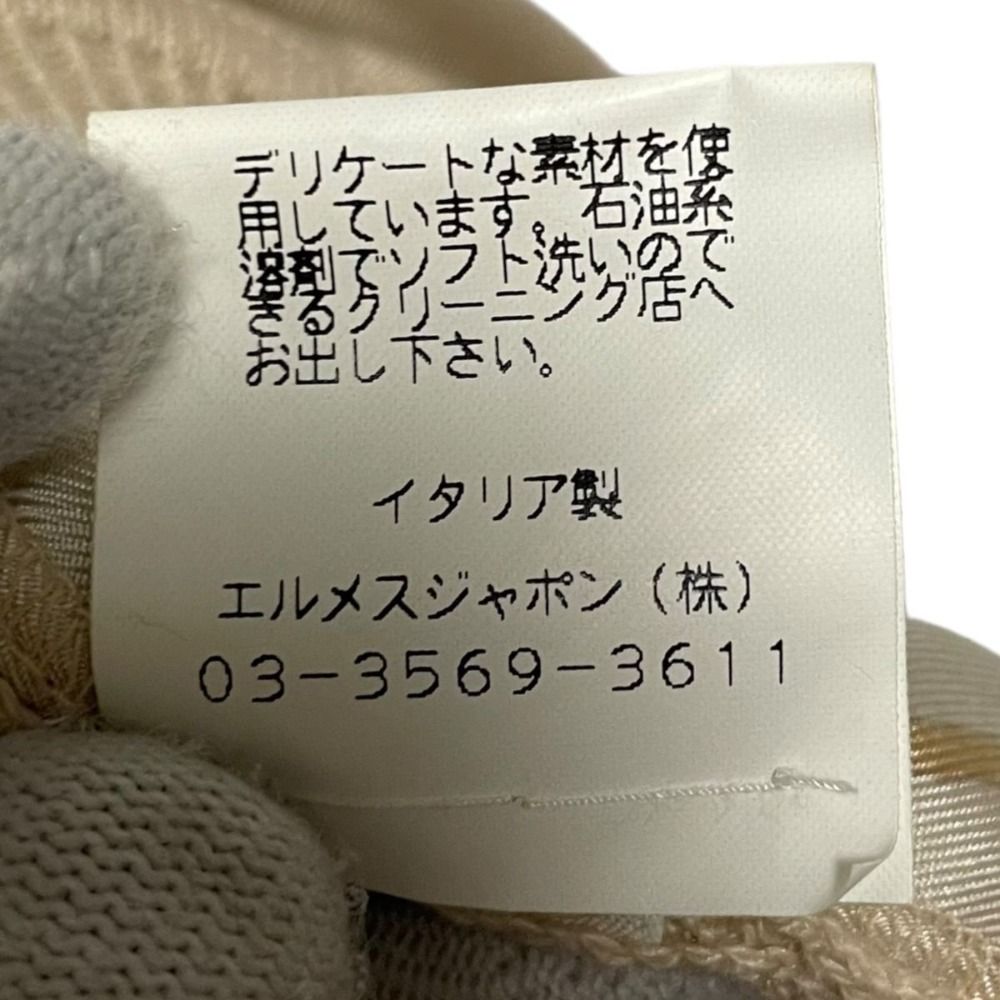 デリケートな素材を使
用しています。石油系
溶剤でソフト洗いので
きるクリーニング店へ
お出し下さい。
イタリア製
エルメスジャポン(株)
03-3569-3611